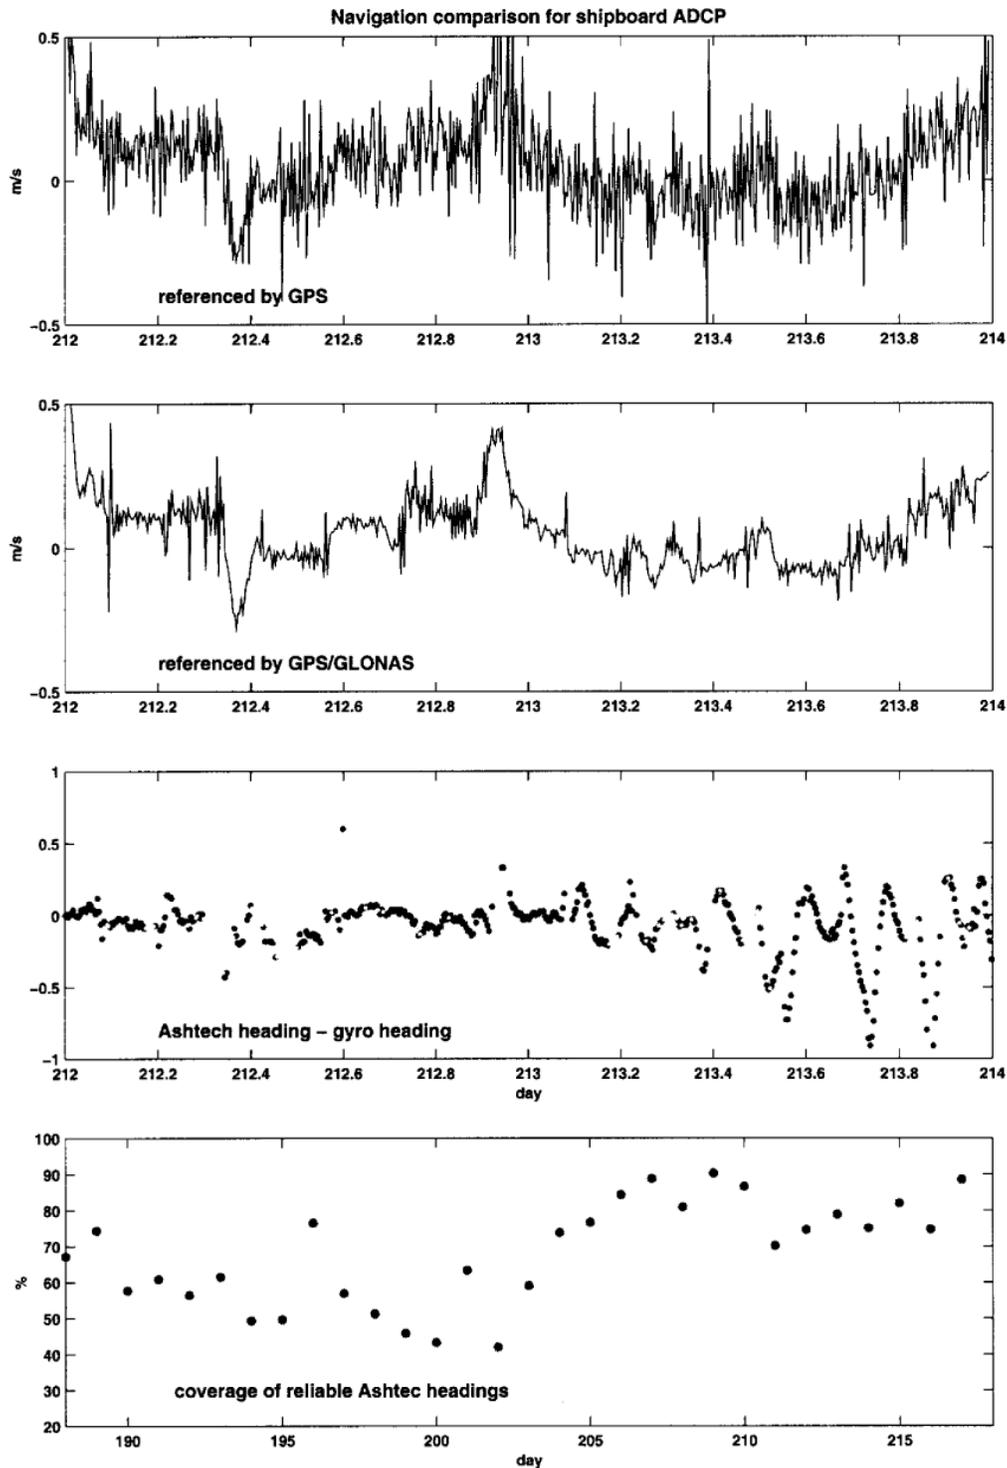 Navigation comparison for shipboard ADCP
0.5
0
−0.5
m/s
referenced by GPS
212 212.2 212.4 212.6 212.8 213 213.2 213.4 213.6 213.8 214
0.5
0
−0.5
m/s
referenced by GPS/GLONAS
212 212.2 212.4 212.6 212.8 213 213.2 213.4 213.6 213.8 214
1
0.5
0
−0.5
−1
Ashtech heading − gyro heading
212 212.2 212.4 212.6 212.8 213 213.2 213.4 213.6 213.8 214
day
100
90
80
70
60
50
40
30
20
%
coverage of reliable Ashtec headings
190 195 200 205 210 215
day